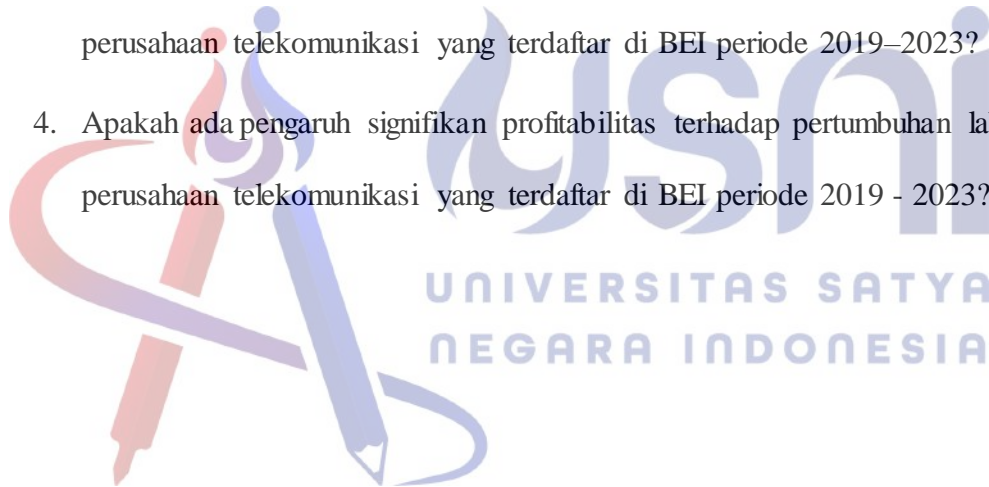 perusahaan telekomunikasi yang terdaftar di BEI periode 2019–2023?
4. Apakah ada pengaruh signifikan profitabilitas terhadap pertumbuhan
perusahaan telekomunikasi yang terdaftar di BEI periode 2019 - 2023?
usni
UNIVERSITAS SATYA
NEGARA INDONESIA